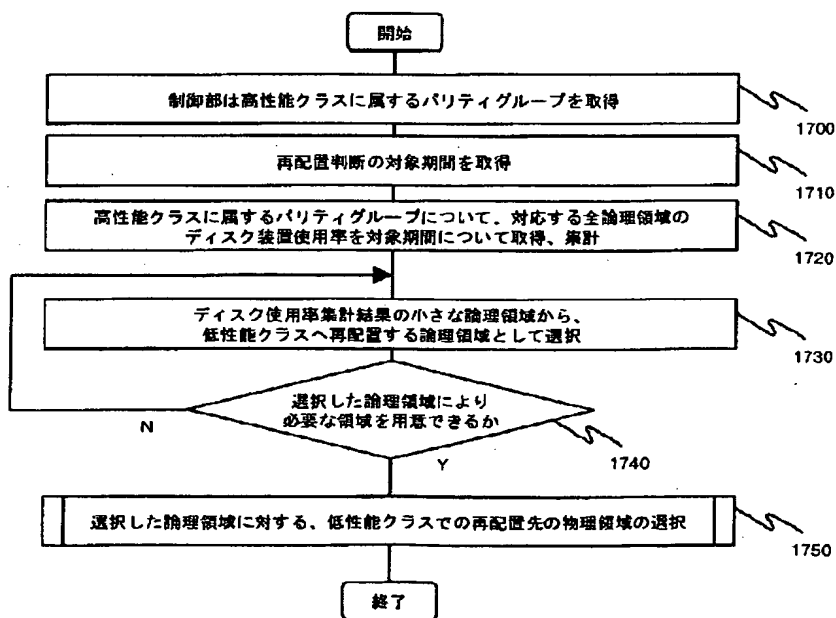 開始
制御部は高性能クラスに属するパリティグループを取得
1700
再配置判断の対象期間を取得
1710
高性能クラスに属するパリティグループについて、対応する全論理領域の
ディスク装置使用率を対象期間について取得、集計
1720
ディスク使用率集計結果の小さな論理領域から、
低性能クラスへ再配置する論理領域として選択
1730
選択した論理領域により
必要な領域を用意できるか
N
1740
Y
選択した論理領域に対する、低性能クラスでの再配置先の物理領域の選択
1750
終了